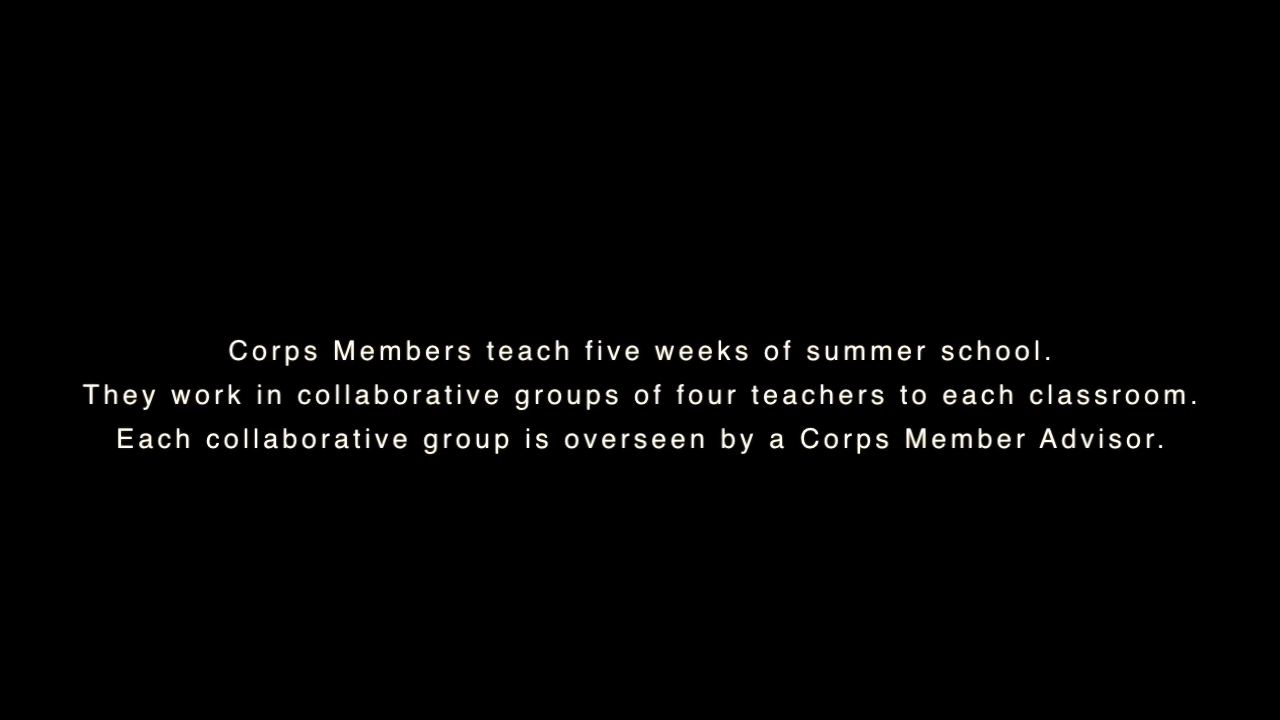 Corps Members teach five weeks of summer school.
They work in collaborative groups of four teachers to each classroom.
Each collaborative group is overseen by a Corps Member Advisor.